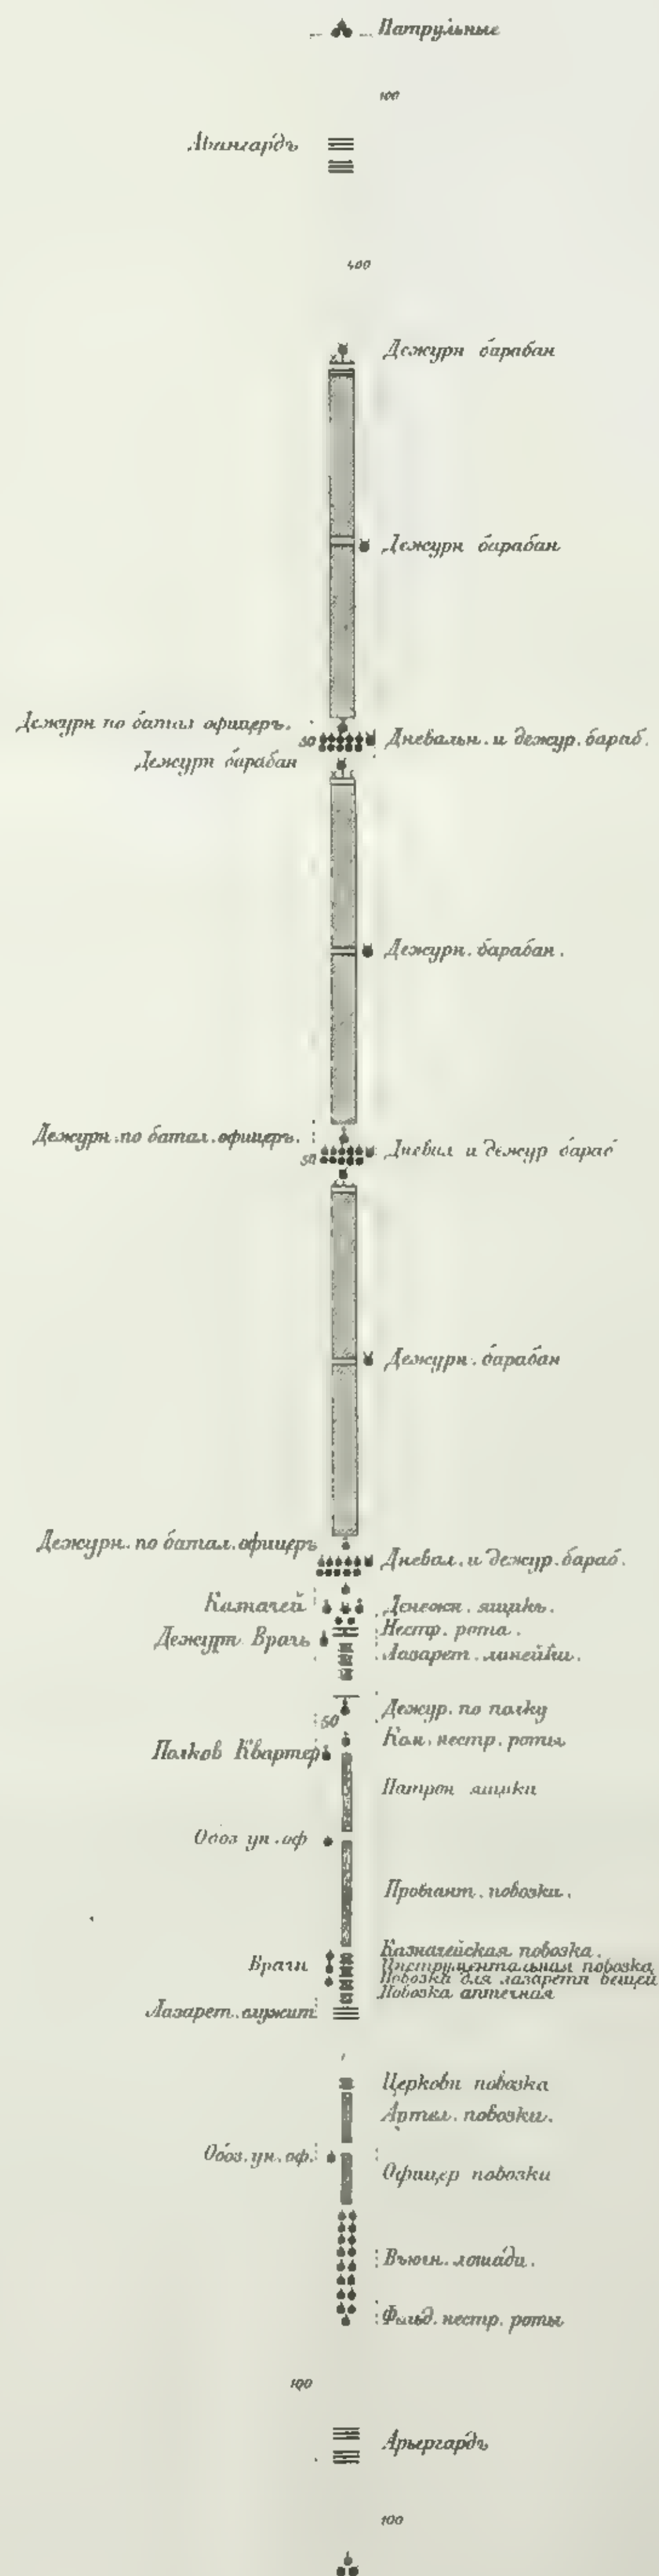 Патрульные
100
Авангардъ
400
Дежурн барабан
Дежурн барабан
Дежурн по батал офицеръ.
50
Дневальн. и дежур. бараб.
Дежурн барабан
Дежурн. барабан.
Дежурн. по батал. офицеръ.
50
Дневал и дежур бараб
Дежурн. барабан
Дежурн. по батал. офицеръ
Дневал. и дежур. бараб.
Казначей
Денежн. ящикъ.
Нестр. рота.
Дежурн Врачъ
Лазарет. линейки.
Дежур. по полку
50
Ком. нестр. роты
Полков Квартер
Патрон ящики
Обоз ун. оф
Провiант. повозки.
Казначейская повозка.
Врачи
Инструментальная повозка
Повозки для лазаретн вещей
Повозка аптечная
Лазарет. служит.
Церковн повозка
Артел. повозки.
Обоз. ун. оф.
Офицер повозки
Вьючн. лошади.
Фельд. нестр. роты
100
Арьергардъ
100